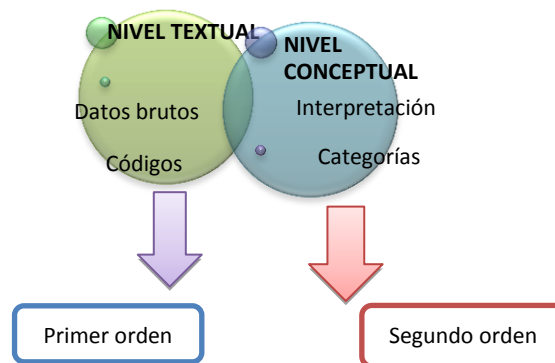 NIVEL TEXTUAL
Datos brutos
Códigos
NIVEL
CONCEPTUAL
Interpretación
Categorías
Primer orden
Segundo orden